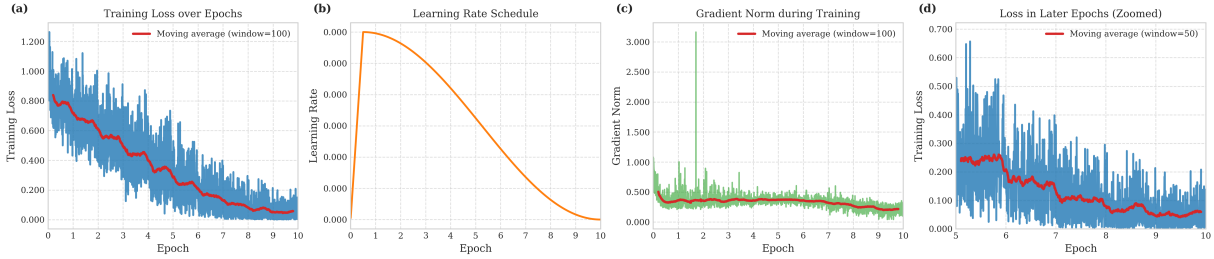 (a)
Training Loss over Epochs
Moving average (window=100)
1.200
1.000
0.800
0.600
0.400
0.200
0.000
Training Loss
0 1 2 3 4 5 6 7 8 9 10
Epoch
(b)
Learning Rate Schedule
0.000
0.000
0.000
0.000
0.000
0.000
0.000
Learning Rate
0 1 2 3 4 5 6 7 8 9 10
Epoch
(c)
Gradient Norm during Training
Moving average (window=100)
3.000
2.500
2.000
1.500
1.000
0.500
0.000
Gradient Norm
0 1 2 3 4 5 6 7 8 9 10
Epoch
(d)
Loss in Later Epochs (Zoomed)
Moving average (window=50)
0.700
0.600
0.500
0.400
0.300
0.200
0.100
0.000
Training Loss
5 6 7 8 9 10
Epoch